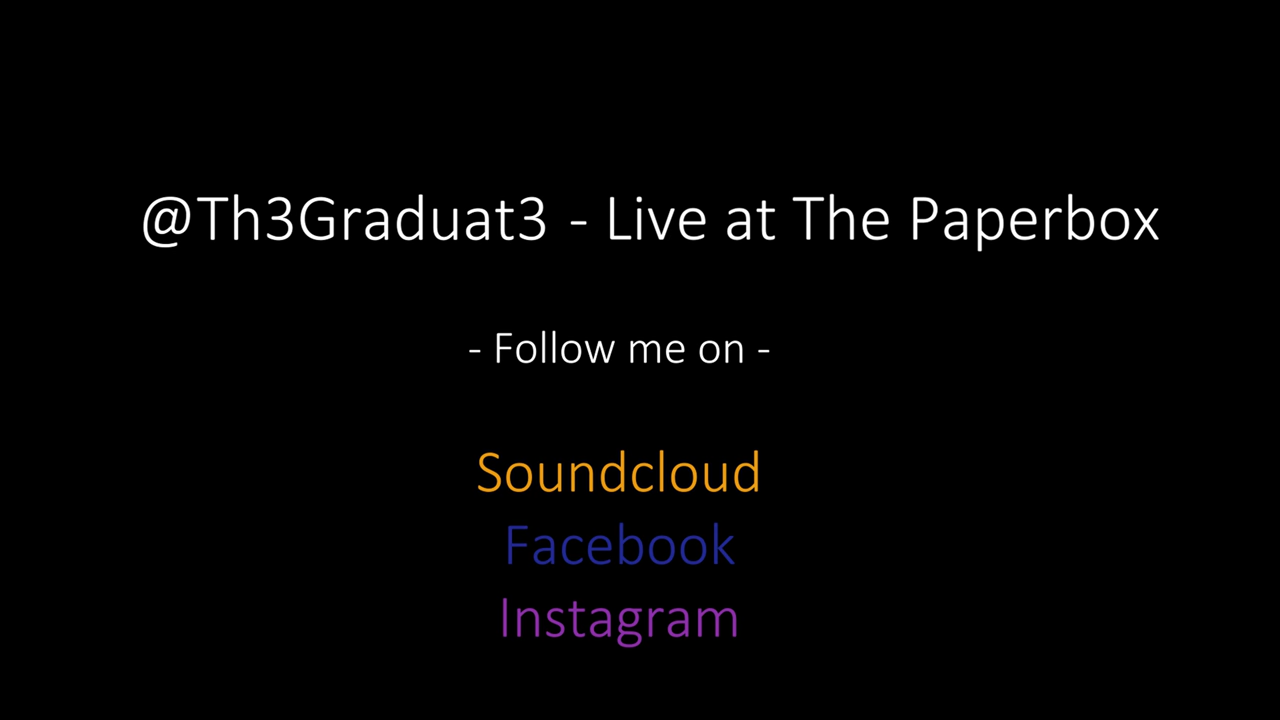 @Th3Graduat3 - Live at The Paperbox
- Follow me on -
Soundcloud
Facebook
Instagram